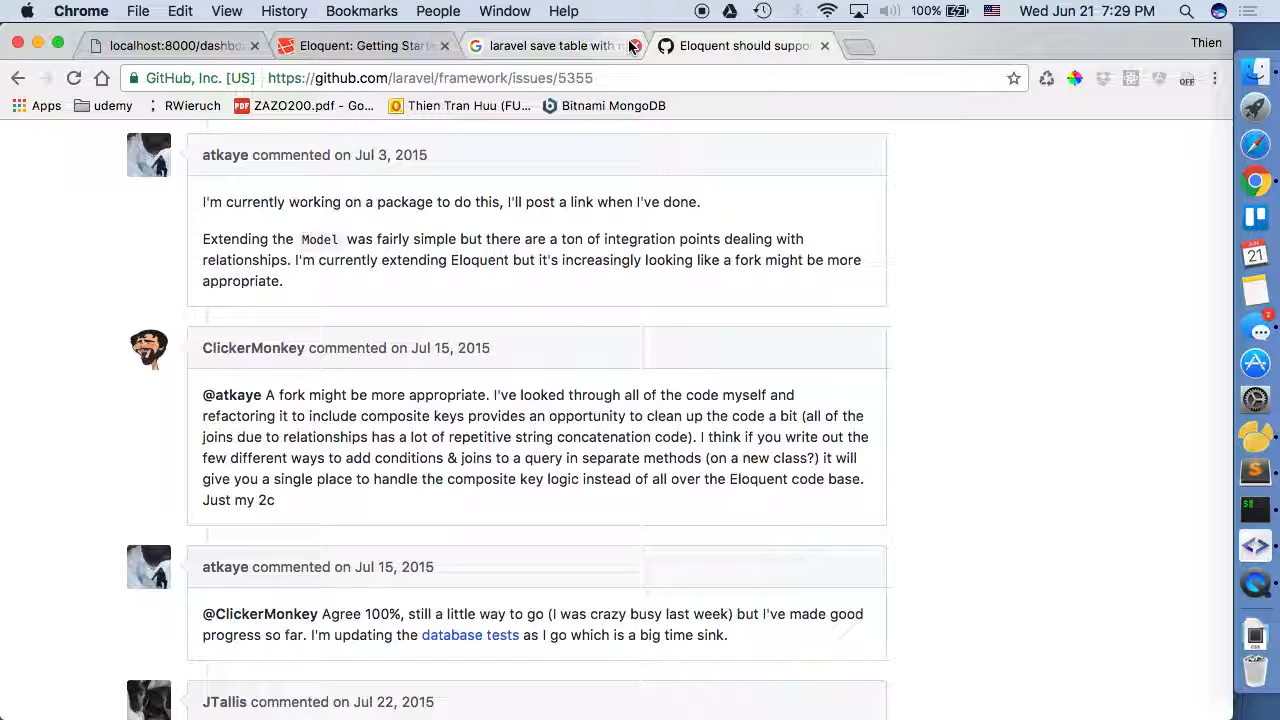 Chrome File Edit View History Bookmarks People Window Help 100% Wed Jun 21 7:29 PM
localhost:8000/dashbo Eloquent: Getting Starte laravel save table with Eloquent should suppo Thien
GitHub, Inc. [US] https://github.com/laravel/framework/issues/5355
Apps udemy RWieruch PDF ZAZO200.pdf - Go... Thien Tran Huu (FU... Bitnami MongoDB OFF
atkaye commented on Jul 3, 2015
I'm currently working on a package to do this, I'll post a link when I've done.
Extending the Model was fairly simple but there are a ton of integration points dealing with
relationships. I'm currently extending Eloquent but it's increasingly looking like a fork might be more
appropriate.
ClickerMonkey commented on Jul 15, 2015
@atkaye A fork might be more appropriate. I've looked through all of the code myself and
refactoring it to include composite keys provides an opportunity to clean up the code a bit (all of the
joins due to relationships has a lot of repetitive string concatenation code). I think if you write out the
few different ways to add conditions & joins to a query in separate methods (on a new class?) it will
give you a single place to handle the composite key logic instead of all over the Eloquent code base.
Just my 2c
atkaye commented on Jul 15, 2015
@ClickerMonkey Agree 100%, still a little way to go (I was crazy busy last week) but I've made good
progress so far. I'm updating the database tests as I go which is a big time sink.
JTallis commented on Jul 22, 2015
21
2